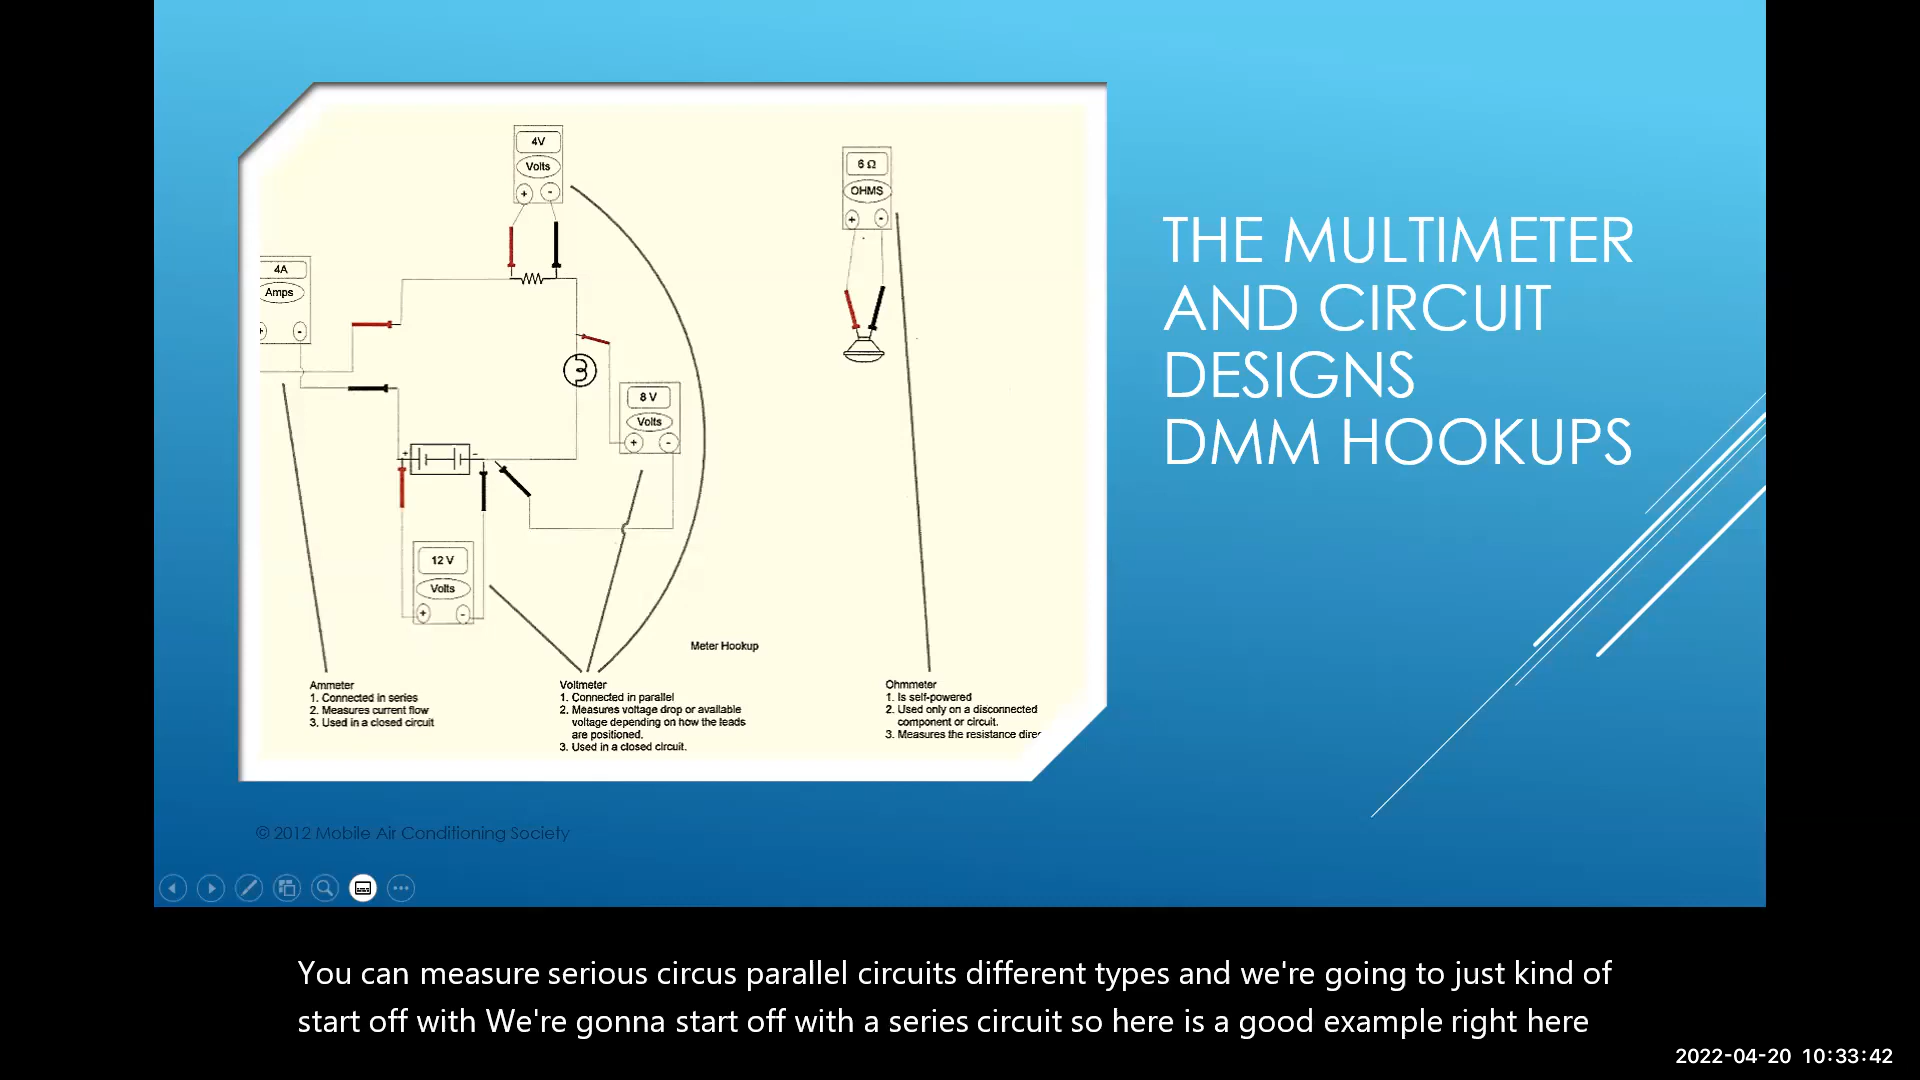 4V
Volts
+ -
6 Ω
OHMS
+ -
4A
Amps
+ -
8 V
Volts
+ -
+ -
12 V
Volts
+ -
Meter Hookup
Ammeter
1. Connected in series
2. Measures current flow
3. Used in a closed circuit
Voltmeter
1. Connected in parallel
2. Measures voltage drop or available
voltage depending on how the leads
are positioned.
3. Used in a closed circuit.
Ohmmeter
1. Is self-powered
2. Used only on a disconnected
component or circuit.
3. Measures the resistance
THE MULTIMETER
AND CIRCUIT
DESIGNS
DMM HOOKUPS
© 2012 Mobile Air Conditioning Society
You can measure serious circus parallel circuits different types and we're going to just kind of
start off with We're gonna start off with a series circuit so here is a good example right here
2022-04-20 10:33:42